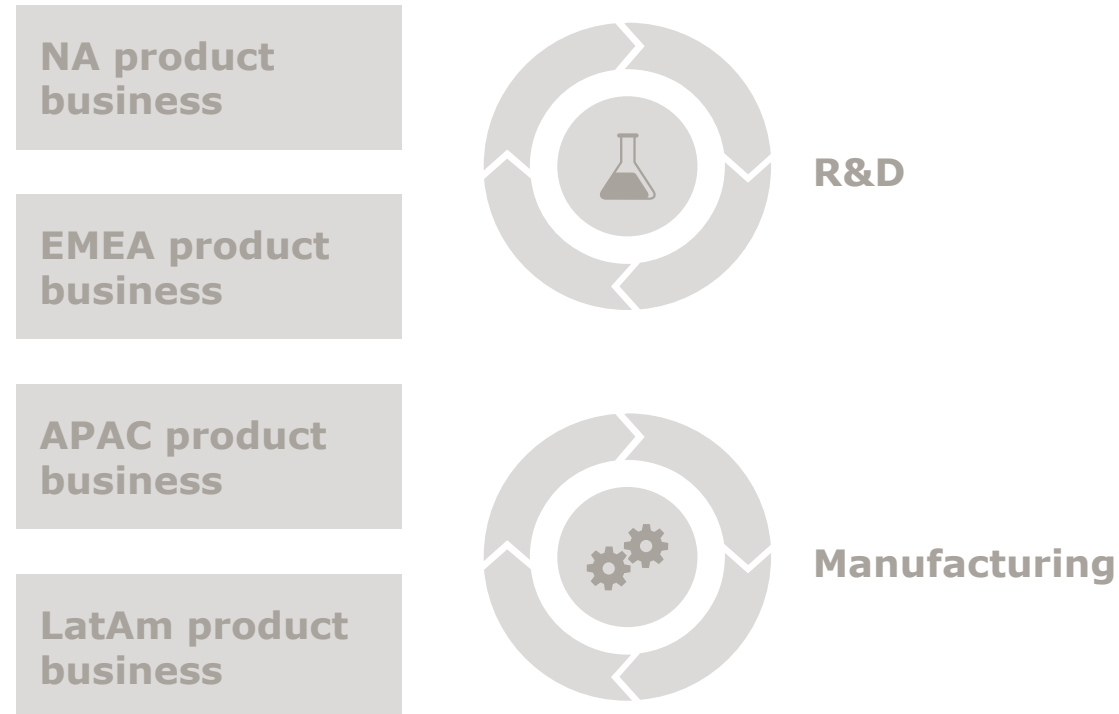 NA product
business
EMEA product
business
APAC product
business
LatAm product
business
R&D
Manufacturing